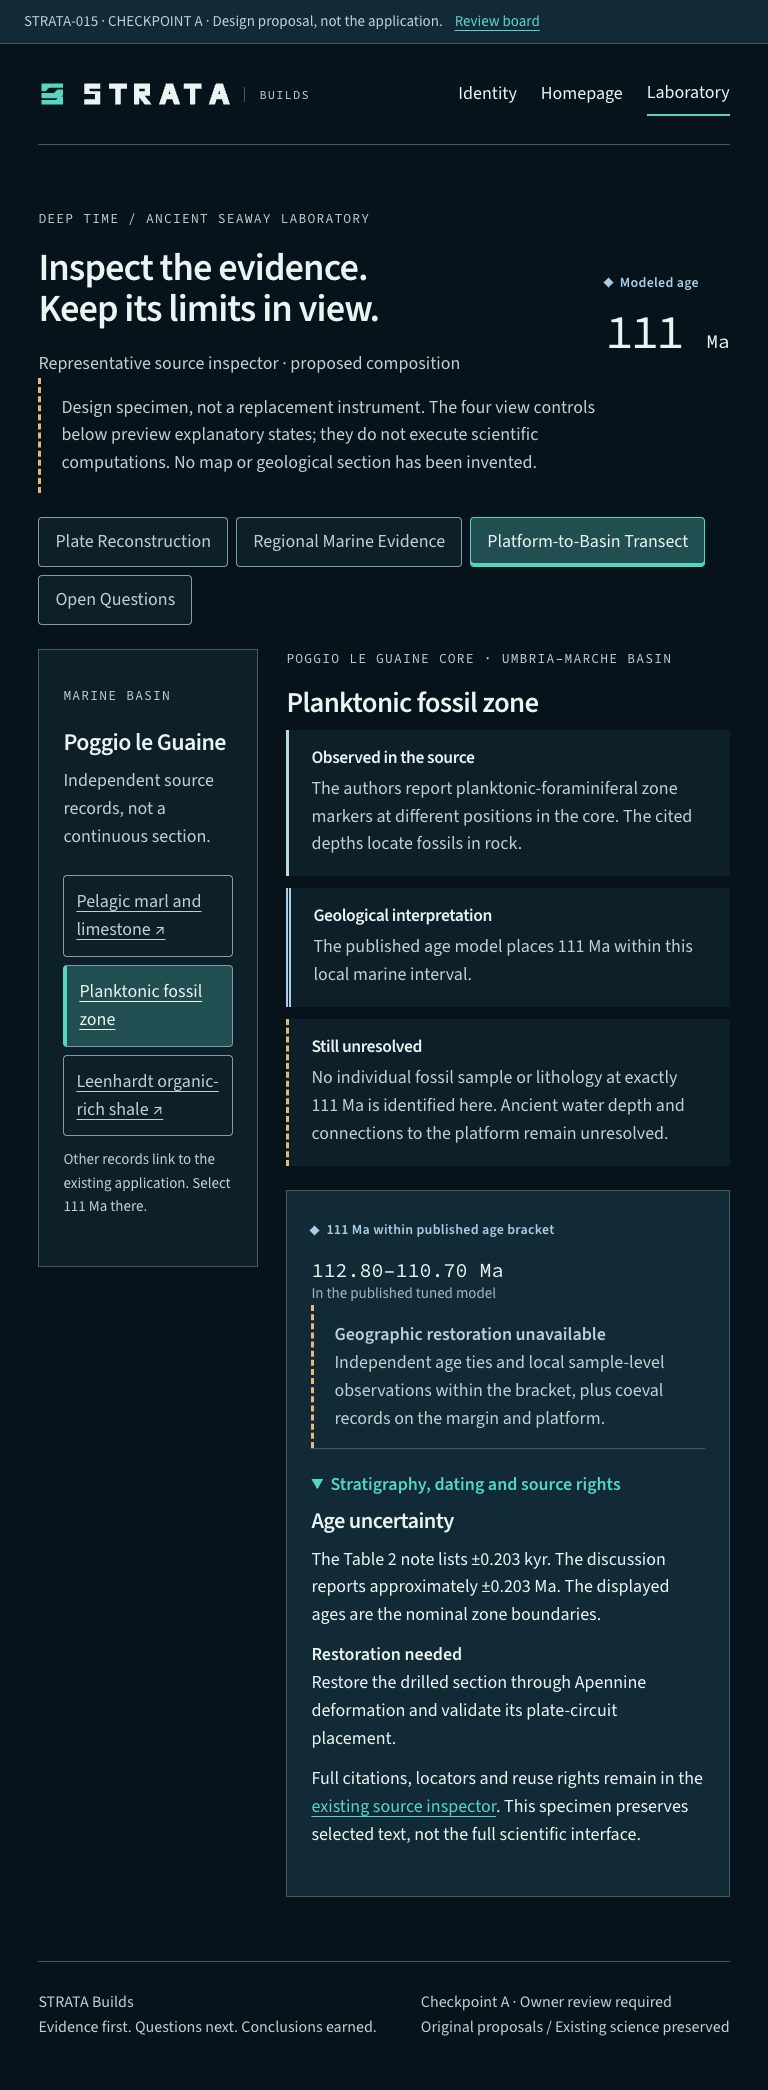 STRATA-015 · CHECKPOINT A · Design proposal, not the application. Review board
STRATA BUILDS
Identity Homepage Laboratory
DEEP TIME / ANCIENT SEAWAY LABORATORY
Inspect the evidence.
Keep its limits in view.
Representative source inspector · proposed composition
◆ Modeled age
111 Ma
Design specimen, not a replacement instrument. The four view controls
below preview explanatory states; they do not execute scientific
computations. No map or geological section has been invented.
Plate Reconstruction
Regional Marine Evidence
Platform-to-Basin Transect
Open Questions
MARINE BASIN
Poggio le Guaine
Independent source
records, not a
continuous section.
Pelagic marl and
limestone ↗
Planktonic fossil
zone
Leenhardt organic-
rich shale ↗
Other records link to the
existing application. Select
111 Ma there.
POGGIO LE GUAINE CORE · UMBRIA–MARCHE BASIN
Planktonic fossil zone
Observed in the source
The authors report planktonic-foraminiferal zone
markers at different positions in the core. The cited
depths locate fossils in rock.
Geological interpretation
The published age model places 111 Ma within this
local marine interval.
Still unresolved
No individual fossil sample or lithology at exactly
111 Ma is identified here. Ancient water depth and
connections to the platform remain unresolved.
◆ 111 Ma within published age bracket
112.80–110.70 Ma
In the published tuned model
Geographic restoration unavailable
Independent age ties and local sample-level
observations within the bracket, plus coeval
records on the margin and platform.
▼ Stratigraphy, dating and source rights
Age uncertainty
The Table 2 note lists ±0.203 kyr. The discussion
reports approximately ±0.203 Ma. The displayed
ages are the nominal zone boundaries.
Restoration needed
Restore the drilled section through Apennine
deformation and validate its plate-circuit
placement.
Full citations, locators and reuse rights remain in the
existing source inspector. This specimen preserves
selected text, not the full scientific interface.
STRATA Builds
Evidence first. Questions next. Conclusions earned.
Checkpoint A · Owner review required
Original proposals / Existing science preserved